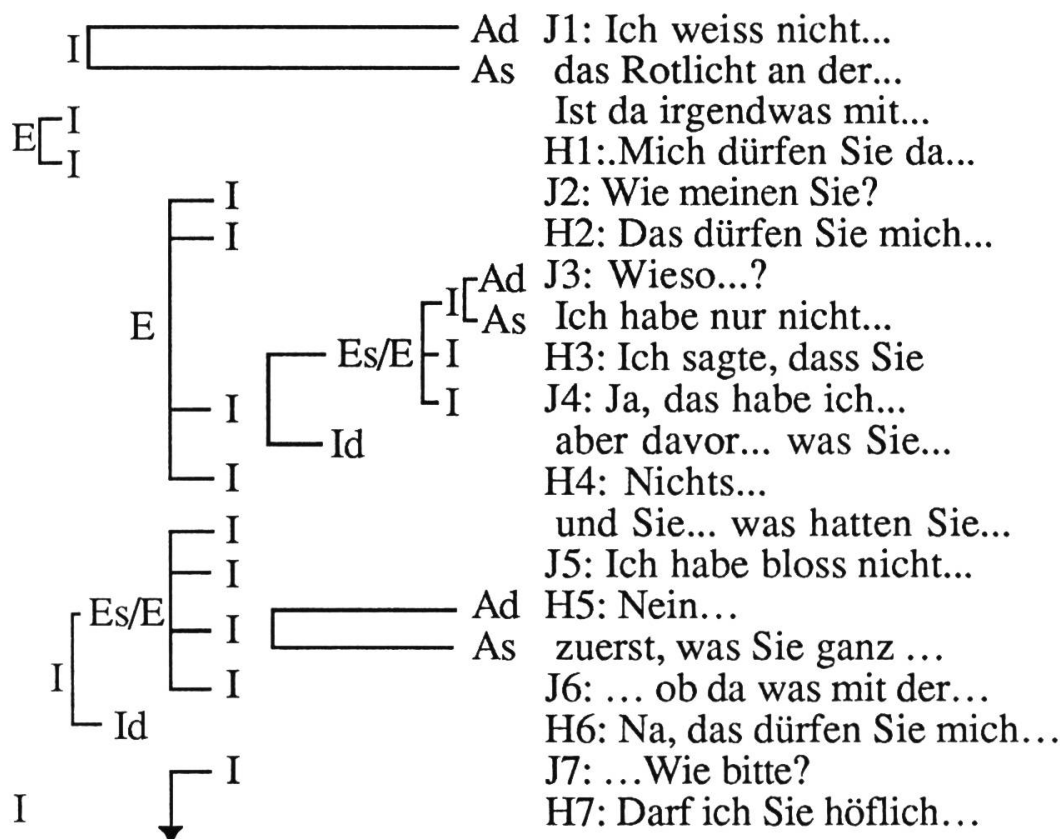 Ad J1: Ich weiss nicht...
I
As das Rotlicht an der...
I Ist da irgendwas mit...
E
I H1:.Mich dürfen Sie da...
I J2: Wie meinen Sie?
I H2: Das dürfen Sie mich...
Ad J3: Wieso...?
I
E As Ich habe nur nicht...
Es/E I H3: Ich sagte, dass Sie
I I J4: Ja, das habe ich...
Id aber davor... was Sie...
I H4: Nichts...
I und Sie... was hatten Sie...
I J5: Ich habe bloss nicht...
Es/E Ad H5: Nein...
I As zuerst, was Sie ganz ...
I I J6: ... ob da was mit der...
Id H6: Na, das dürfen Sie mich...
I J7: ...Wie bitte?
I H7: Darf ich Sie höflich...